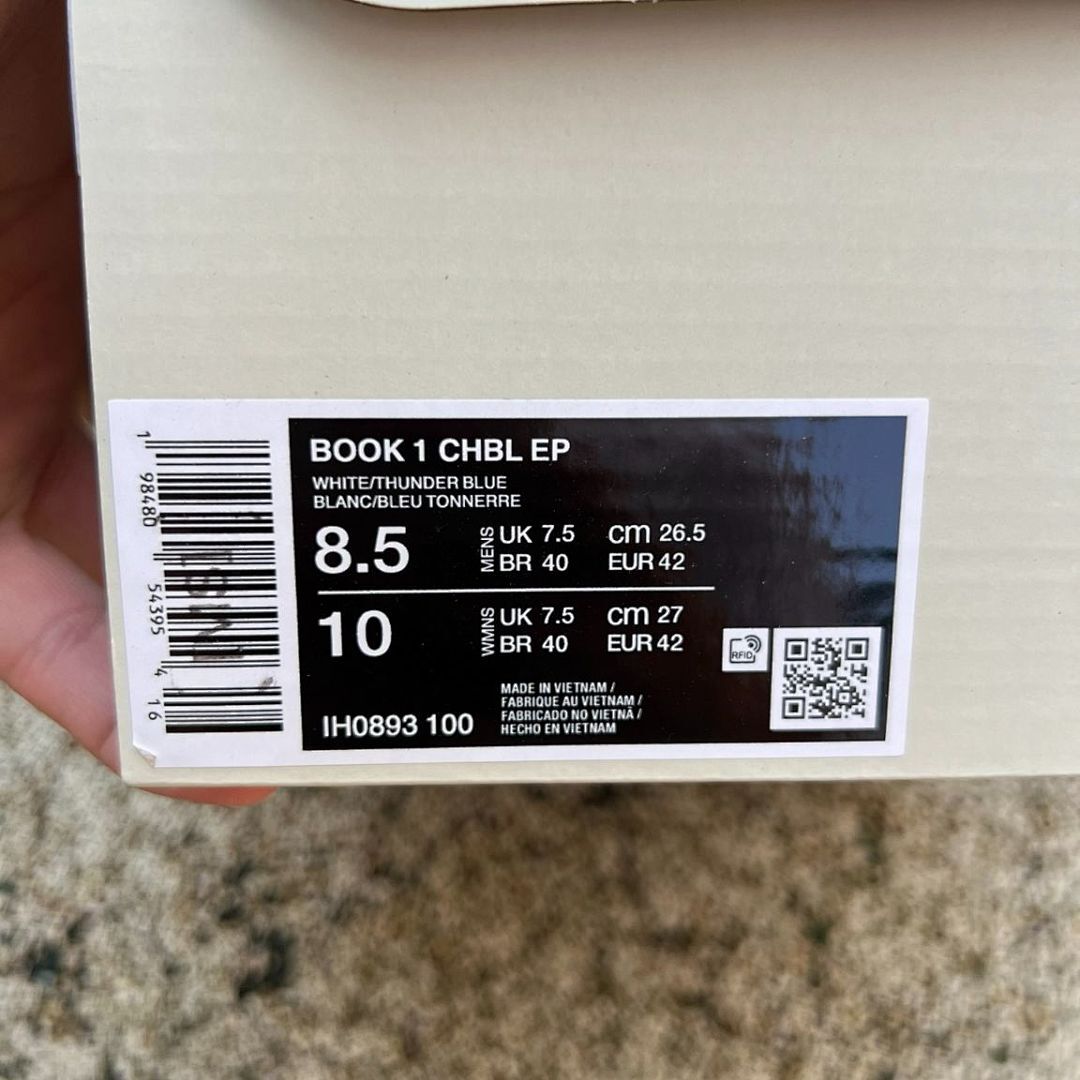 BOOK 1 CHBL EP
WHITE/THUNDER BLUE
BLANC/BLEU TONNERRE
8.5 MENS UK 7.5 cm 26.5
BR 40 EUR 42
10 WMNS UK 7.5 cm 27
BR 40 EUR 42
RFID
MADE IN VIETNAM /
FABRIQUE AU VIETNAM /
FABRICADO NO VIETNÃ /
HECHO EN VIETNAM
IH0893 100
1 98480 54395 4 16